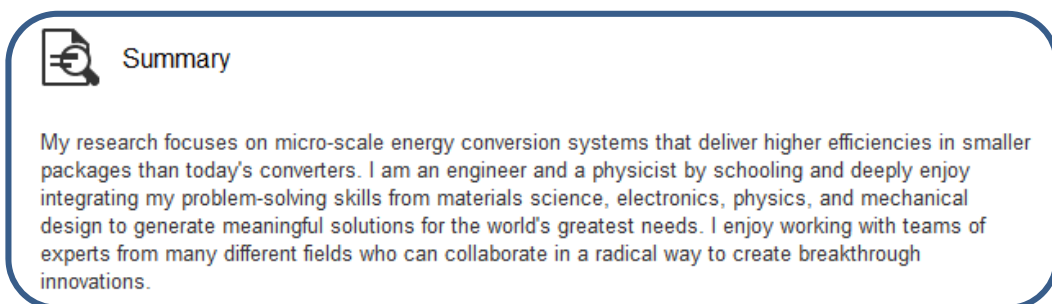 Summary
My research focuses on micro-scale energy conversion systems that deliver higher efficiencies in smaller
packages than today's converters. I am an engineer and a physicist by schooling and deeply enjoy
integrating my problem-solving skills from materials science, electronics, physics, and mechanical
design to generate meaningful solutions for the world's greatest needs. I enjoy working with teams of
experts from many different fields who can collaborate in a radical way to create breakthrough
innovations.